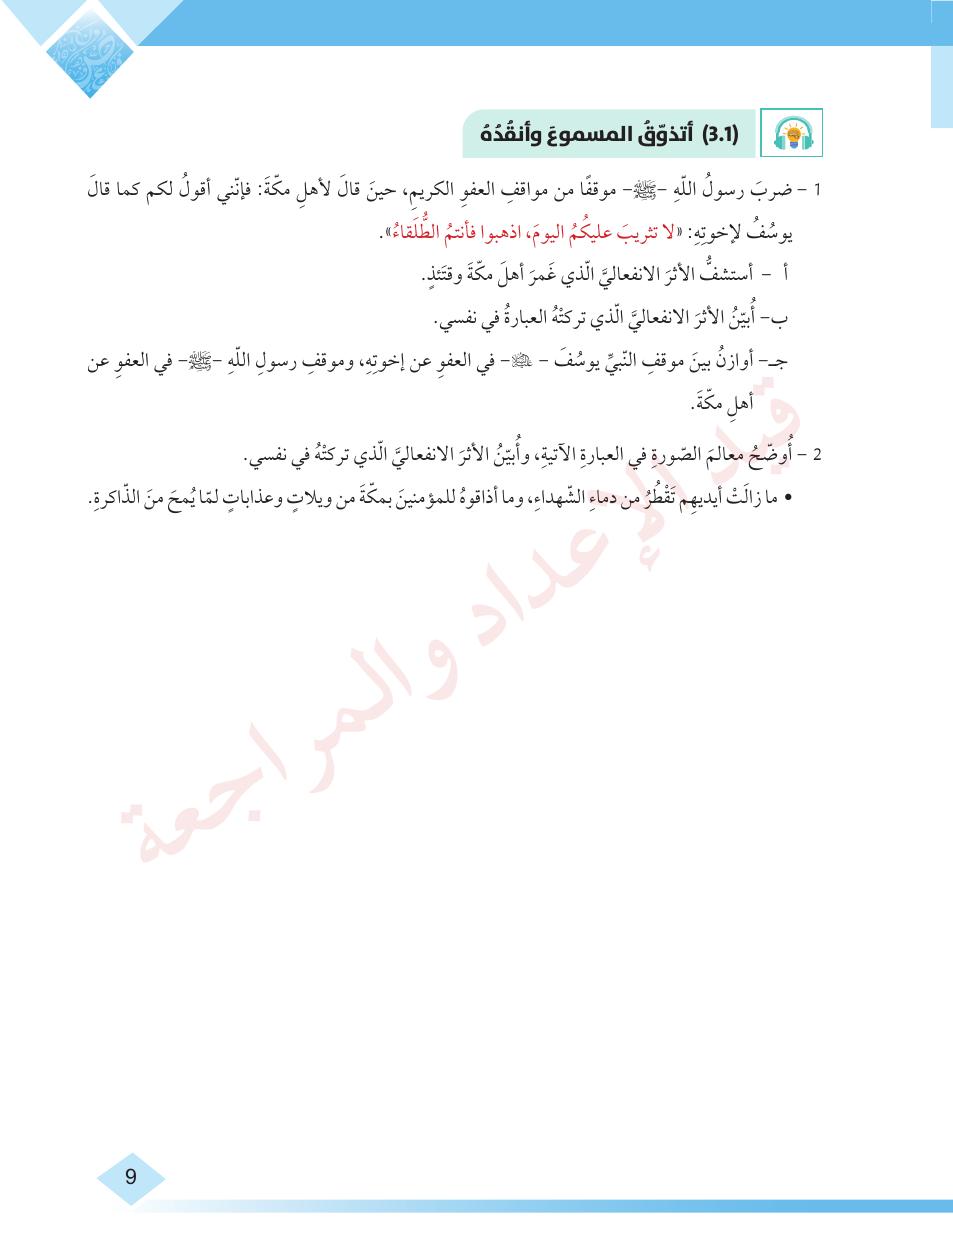 (3.1) أتذوّقُ المسموعَ وأنقُدُهُ
1 – ضربَ رسولُ اللّهِ –ﷺ– موقفًا من مواقفِ العفوِ الكريمِ، حينَ قالَ لأهلِ مكّةَ: فإنّني أقولُ لكم كما قالَ
يوسُفُ لإخوتِهِ: «لا تثريبَ عليكُمُ اليومَ، اذهبوا فأنتمُ الطُّلَقاءُ».
أ – أستشفُّ الأثرَ الانفعاليَّ الّذي غَمرَ أهلَ مكّةَ وقتَئذٍ.
ب– أُبيّنُ الأثرَ الانفعاليَّ الّذي تركتْهُ العبارةُ في نفسي.
جـ– أوازنُ بينَ موقفِ النّبيِّ يوسُفَ – – في العفوِ عن إخوتِهِ، وموقفِ رسولِ اللّهِ –ﷺ– في العفوِ عن
أهلِ مكّةَ.
2 – أُوضّحُ معالمَ الصّورةِ في العبارةِ الآتيةِ، وأُبيّنُ الأثرَ الانفعاليَّ الّذي تركتْهُ في نفسي.
• ما زالَتْ أيديهِم تَقْطُرُ من دماءِ الشّهداءِ، وما أذاقوهُ للمؤمنينَ بمكّةَ من ويلاتٍ وعذاباتٍ لمّا يُمحَ منَ الذّاكرةِ.
قيد الإعداد والمراجعة
9